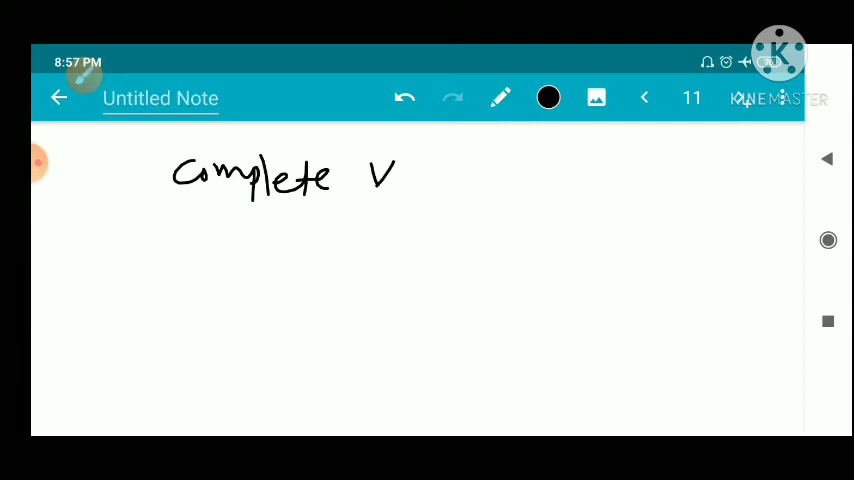 8:57 PM
Untitled Note
11
K
KINEMASTER
complete v